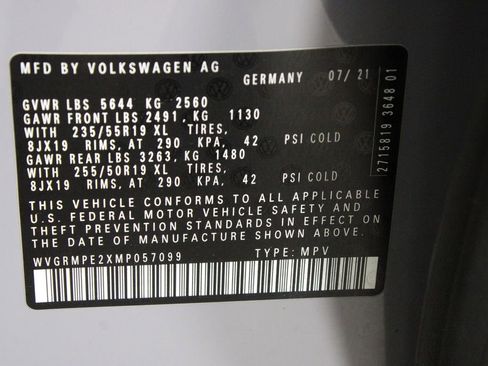 MFD BY VOLKSWAGEN AG
GERMANY 07/21
GVWR LBS 5644 KG 2560
GAWR FRONT LBS 2491, KG 1130
WITH 235/55R19 XL TIRES,
8JX19 RIMS, AT 290 KPA, 42 PSI COLD
GAWR REAR LBS 3263, KG 1480
WITH 255/50R19 XL TIRES,
8JX19 RIMS, AT 290 KPA, 42 PSI COLD
THIS VEHICLE CONFORMS TO ALL APPLICABLE
U.S. FEDERAL MOTOR VEHICLE SAFETY AND
THEFT PREVENTION STANDARDS IN EFFECT ON
THE DATE OF MANUFACTURE SHOWN ABOVE.
WVGRMPE2XMP057099 TYPE: MPV
2715819 3648 01